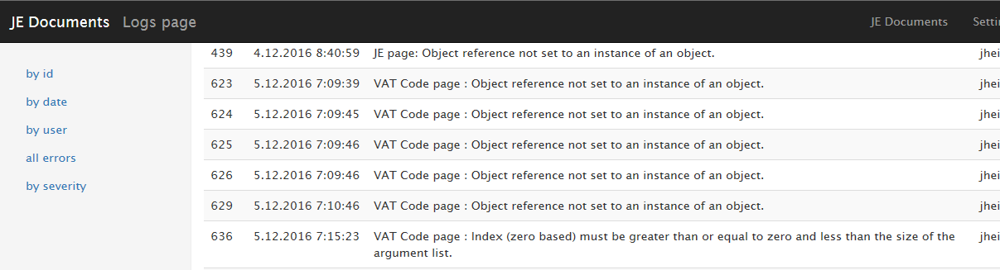 JE Documents Logs page JE Documents
by id
by date
by user
all errors
by severity
439 4.12.2016 8:40:59 JE page: Object reference not set to an instance of an object.
623 5.12.2016 7:09:39 VAT Code page : Object reference not set to an instance of an object.
624 5.12.2016 7:09:45 VAT Code page : Object reference not set to an instance of an object.
625 5.12.2016 7:09:46 VAT Code page : Object reference not set to an instance of an object.
626 5.12.2016 7:09:46 VAT Code page : Object reference not set to an instance of an object.
629 5.12.2016 7:10:46 VAT Code page : Object reference not set to an instance of an object.
636 5.12.2016 7:15:23 VAT Code page : Index (zero based) must be greater than or equal to zero and less than the size of the
argument list.